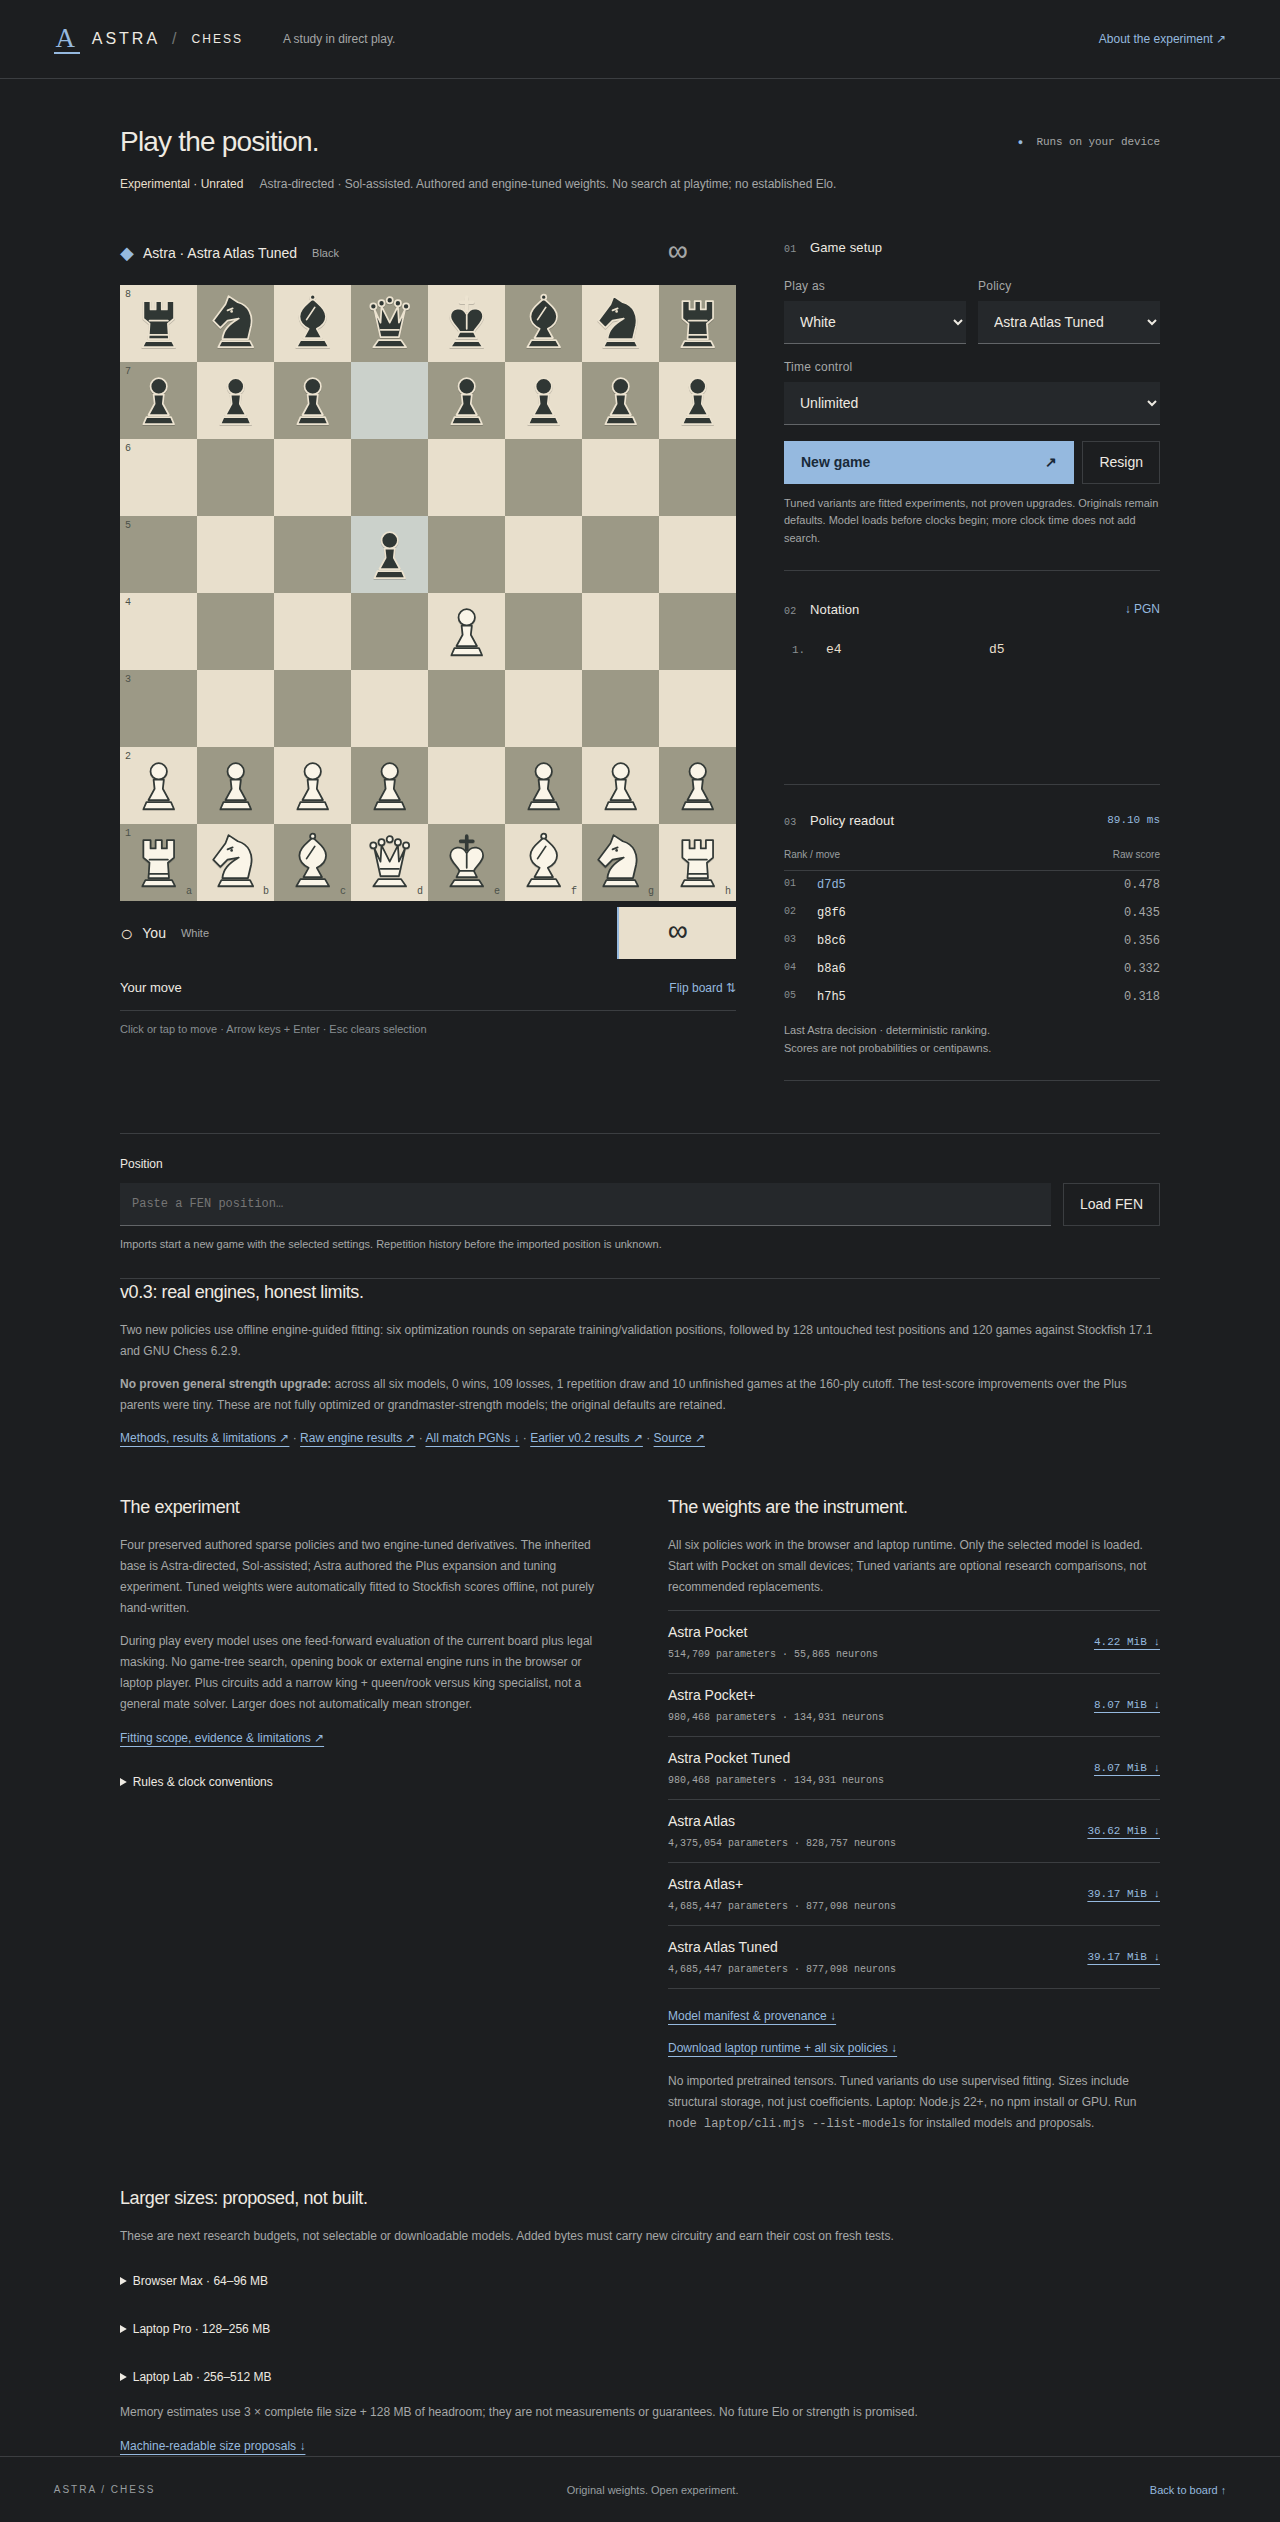 A ASTRA / CHESS A study in direct play. About the experiment ↗
Play the position. • Runs on your device
Experimental · Unrated Astra-directed · Sol-assisted. Authored and engine-tuned weights. No search at playtime; no established Elo.
◆ Astra · Astra Atlas Tuned Black ∞
8
7
6
5
4
3
2
1
a b c d e f g h
○ You White ∞
Your move Flip board ⇅
Click or tap to move · Arrow keys + Enter · Esc clears selection
01 Game setup
Play as Policy
White Astra Atlas Tuned
Time control
Unlimited
New game ↗ Resign
Tuned variants are fitted experiments, not proven upgrades. Originals remain
defaults. Model loads before clocks begin; more clock time does not add
search.
02 Notation ↓ PGN
1. e4 d5
03 Policy readout 89.10 ms
Rank / move Raw score
01 d7d5 0.478
02 g8f6 0.435
03 b8c6 0.356
04 b8a6 0.332
05 h7h5 0.318
Last Astra decision · deterministic ranking.
Scores are not probabilities or centipawns.
Position
Paste a FEN position… Load FEN
Imports start a new game with the selected settings. Repetition history before the imported position is unknown.
v0.3: real engines, honest limits.
Two new policies use offline engine-guided fitting: six optimization rounds on separate training/validation positions, followed by 128 untouched test positions and 120 games against Stockfish 17.1
and GNU Chess 6.2.9.
No proven general strength upgrade: across all six models, 0 wins, 109 losses, 1 repetition draw and 10 unfinished games at the 160-ply cutoff. The test-score improvements over the Plus
parents were tiny. These are not fully optimized or grandmaster-strength models; the original defaults are retained.
Methods, results & limitations ↗ · Raw engine results ↗ · All match PGNs ↓ · Earlier v0.2 results ↗ · Source ↗
The experiment
Four preserved authored sparse policies and two engine-tuned derivatives. The inherited
base is Astra-directed, Sol-assisted; Astra authored the Plus expansion and tuning
experiment. Tuned weights were automatically fitted to Stockfish scores offline, not purely
hand-written.
During play every model uses one feed-forward evaluation of the current board plus legal
masking. No game-tree search, opening book or external engine runs in the browser or
laptop player. Plus circuits add a narrow king + queen/rook versus king specialist, not a
general mate solver. Larger does not automatically mean stronger.
Fitting scope, evidence & limitations ↗
▶ Rules & clock conventions
The weights are the instrument.
All six policies work in the browser and laptop runtime. Only the selected model is loaded.
Start with Pocket on small devices; Tuned variants are optional research comparisons, not
recommended replacements.
Astra Pocket
514,709 parameters · 55,865 neurons 4.22 MiB ↓
Astra Pocket+
980,468 parameters · 134,931 neurons 8.07 MiB ↓
Astra Pocket Tuned
980,468 parameters · 134,931 neurons 8.07 MiB ↓
Astra Atlas
4,375,054 parameters · 828,757 neurons 36.62 MiB ↓
Astra Atlas+
4,685,447 parameters · 877,098 neurons 39.17 MiB ↓
Astra Atlas Tuned
4,685,447 parameters · 877,098 neurons 39.17 MiB ↓
Model manifest & provenance ↓
Download laptop runtime + all six policies ↓
No imported pretrained tensors. Tuned variants do use supervised fitting. Sizes include
structural storage, not just coefficients. Laptop: Node.js 22+, no npm install or GPU. Run
node laptop/cli.mjs --list-models for installed models and proposals.
Larger sizes: proposed, not built.
These are next research budgets, not selectable or downloadable models. Added bytes must carry new circuitry and earn their cost on fresh tests.
▶ Browser Max · 64–96 MB
▶ Laptop Pro · 128–256 MB
▶ Laptop Lab · 256–512 MB
Memory estimates use 3 × complete file size + 128 MB of headroom; they are not measurements or guarantees. No future Elo or strength is promised.
Machine-readable size proposals ↓
ASTRA / CHESS Original weights. Open experiment. Back to board ↑